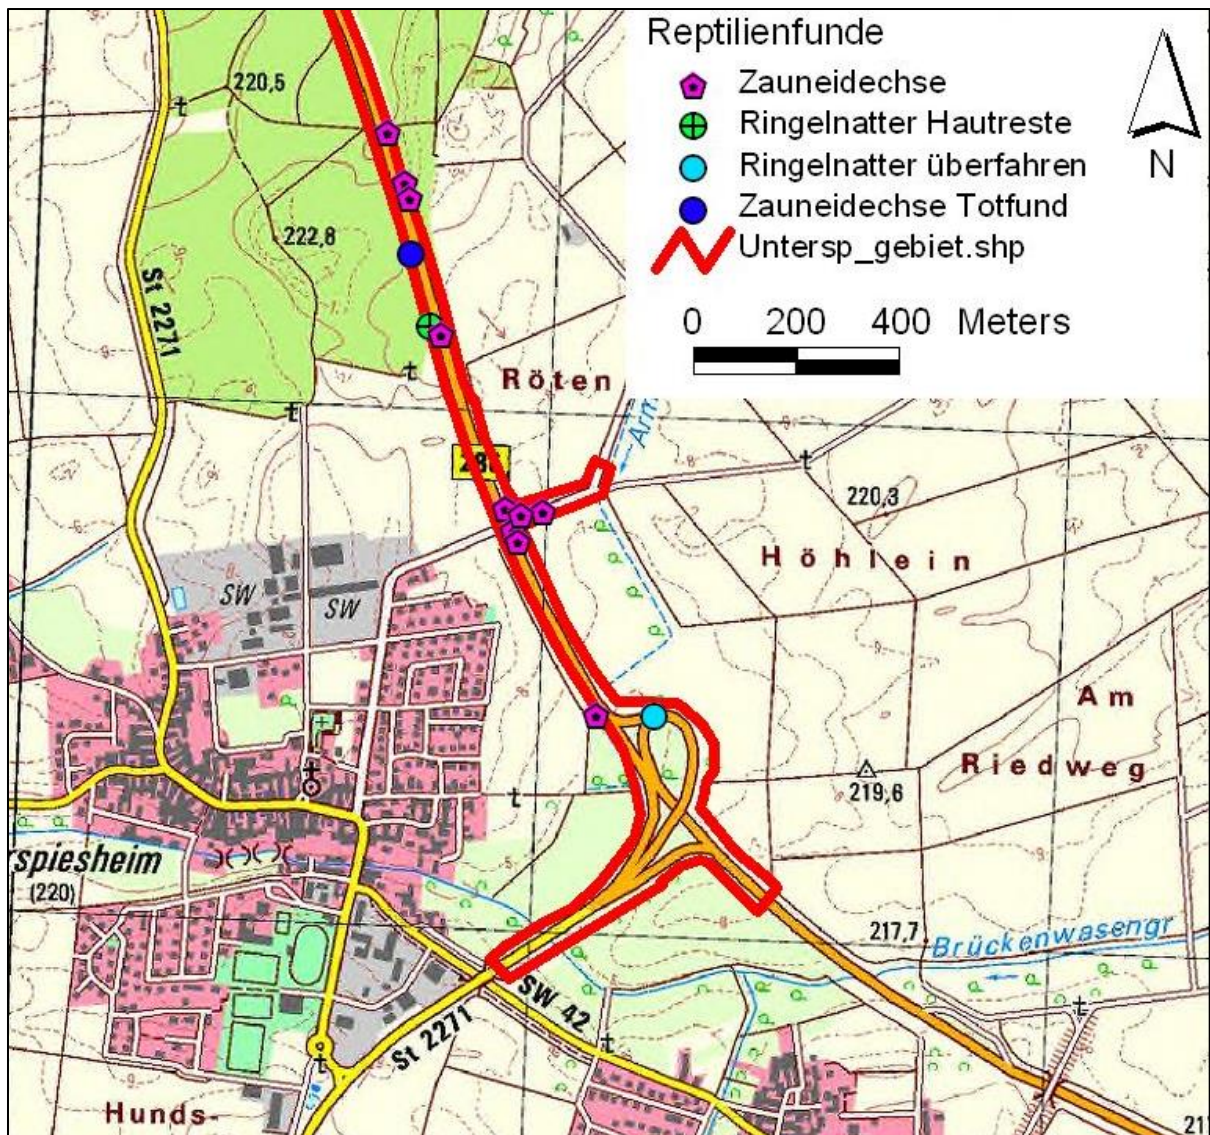 Reptilienfunde
Zauneidechse
Ringelnatter Hautreste
Ringelnatter überfahren
Zauneidechse Totfund
Untersp_gebiet.shp
N
0 200 400 Meters
220,5
222,8
St 2271
Röten
220,3
Höhlein
SW
SW
Am
Riedweg
219,6
spiesheim
(220)
217,7
Brückenwasengr
SW 42
St 2271
Hunds-